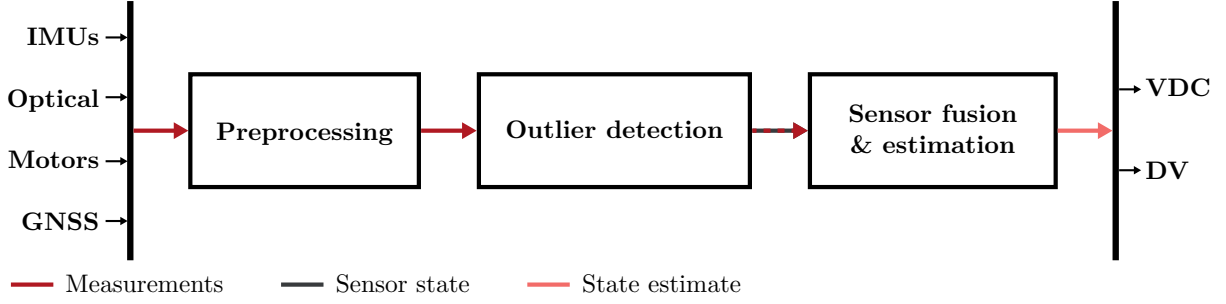 IMUs
Optical
Motors
GNSS
Preprocessing
Outlier detection
Sensor fusion
& estimation
VDC
DV
Measurements
Sensor state
State estimate